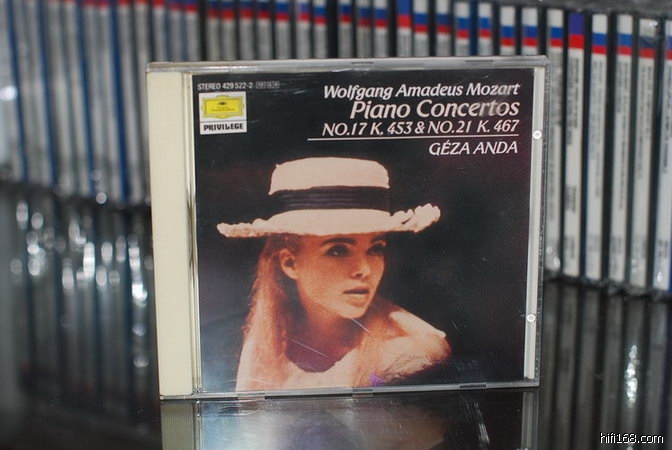 STEREO 429 522-2
PRIVILEGE
Wolfgang Amadeus Mozart
Piano Concertos
NO.17 K. 453 & NO.21 K. 467
GÉZA ANDA
hifi168.com